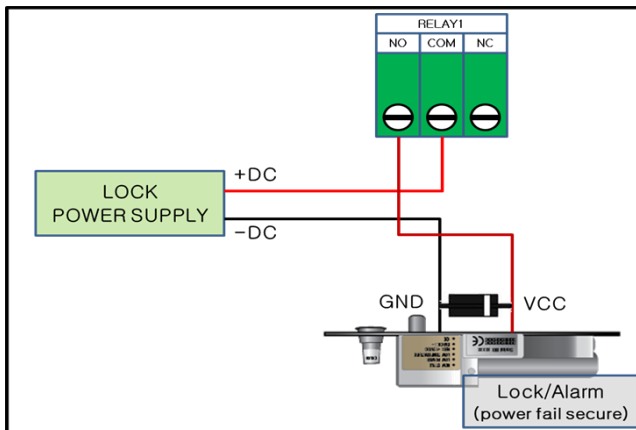 RELAY1
NO COM NC
+DC
LOCK
POWER SUPPLY
-DC
GND
VCC
Lock/Alarm
(power fail secure)